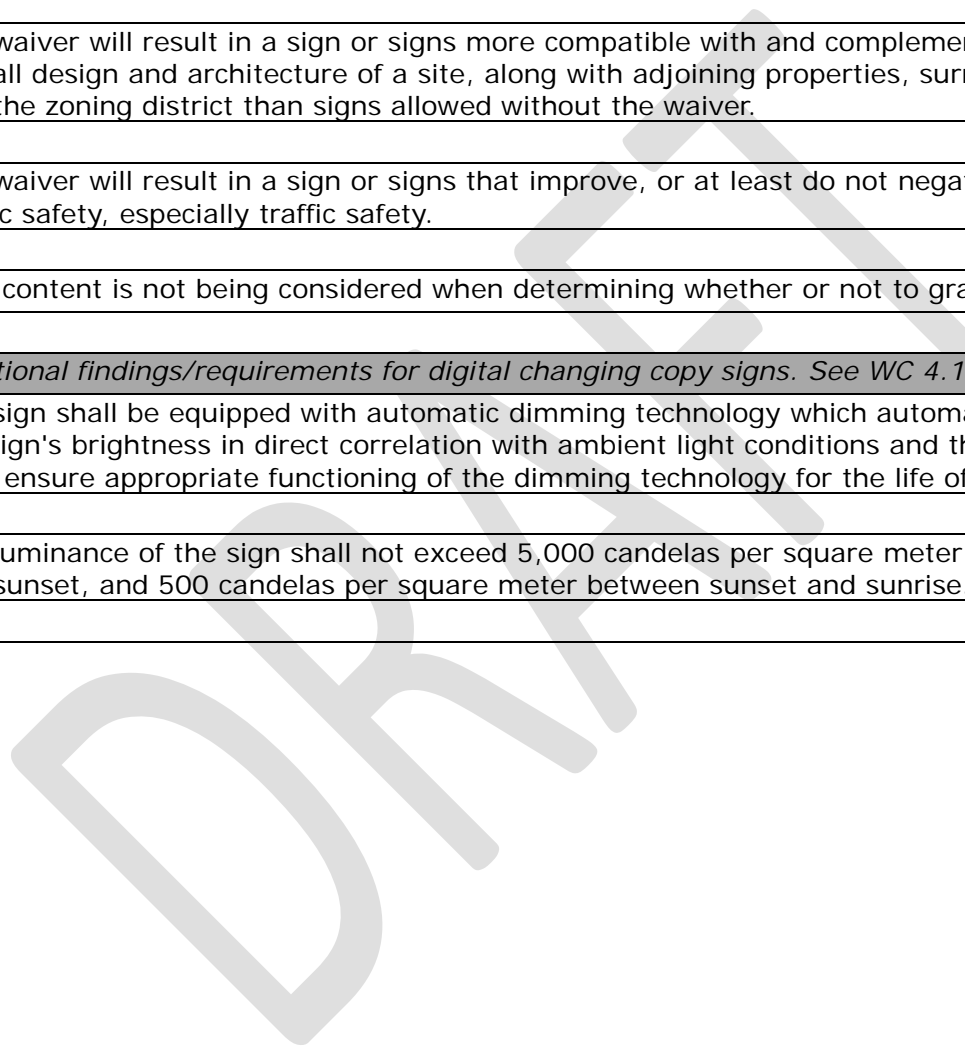 waiver will result in a sign or signs more compatible with and complemen
all design and architecture of a site, along with adjoining properties, surr
the zoning district than signs allowed without the waiver.
waiver will result in a sign or signs that improve, or at least do not nega
c safety, especially traffic safety.
content is not being considered when determining whether or not to gra
tional findings/requirements for digital changing copy signs. See WC 4.1
sign shall be equipped with automatic dimming technology which automa
ign's brightness in direct correlation with ambient light conditions and th
ensure appropriate functioning of the dimming technology for the life of
uminance of the sign shall not exceed 5,000 candelas per square meter
sunset, and 500 candelas per square meter between sunset and sunrise.
DRAFT